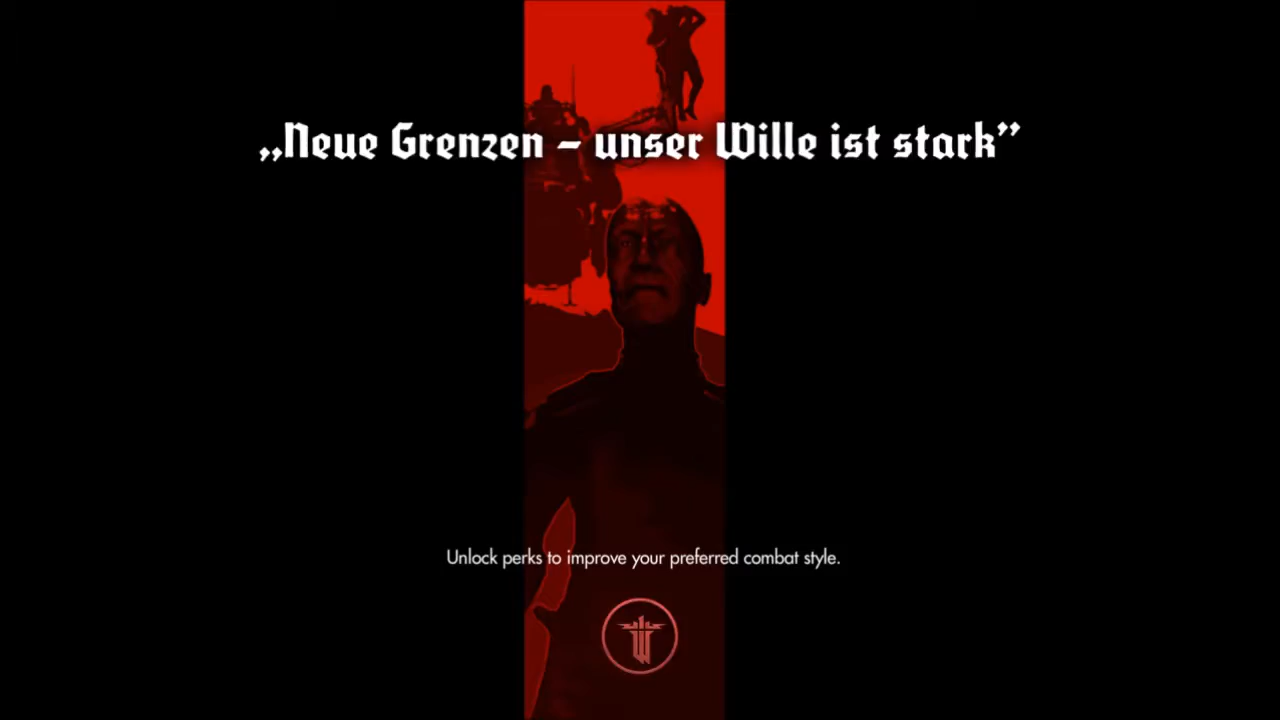 „Neue Grenzen – unser Wille ist stark”
Unlock perks to improve your preferred combat style.